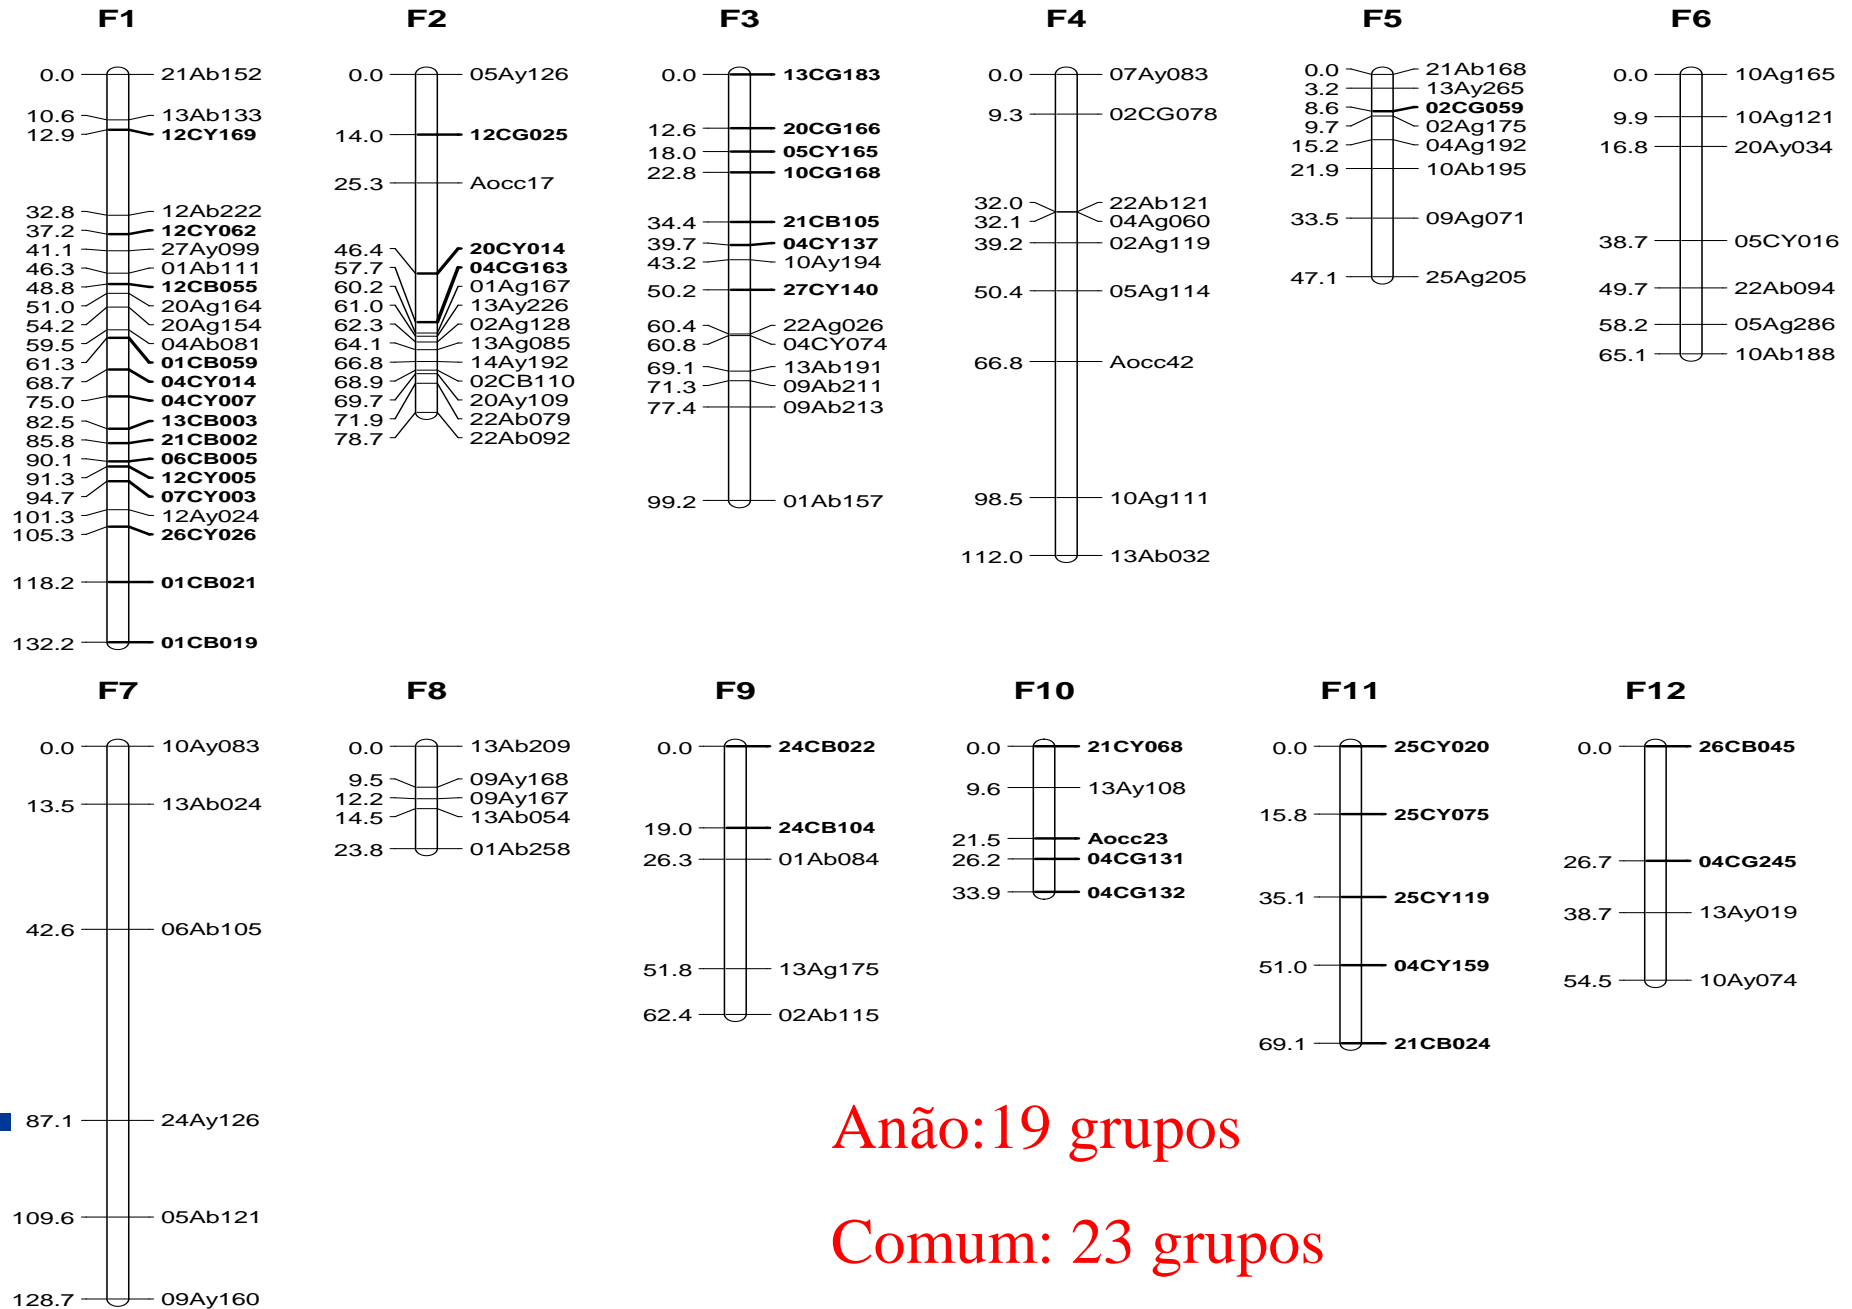 F1
0.0 21Ab152
10.6 13Ab133
12.9 12CY169
32.8 12Ab222
37.2 12CY062
41.1 27Ay099
46.3 01Ab111
48.8 12CB055
51.0 20Ag164
54.2 20Ag154
59.5 04Ab081
61.3 01CB059
68.7 04CY014
75.0 04CY007
82.5 13CB003
85.8 21CB002
90.1 06CB005
91.3 12CY005
94.7 07CY003
101.3 12Ay024
105.3 26CY026
118.2 01CB021
132.2 01CB019
F2
0.0 05Ay126
14.0 12CG025
25.3 Aocc17
46.4 20CY014
57.7 04CG163
60.2 01Ag167
61.0 13Ay226
62.3 02Ag128
64.1 13Ag085
66.8 14Ay192
68.9 02CB110
69.7 20Ay109
71.9 22Ab079
78.7 22Ab092
F3
0.0 13CG183
12.6 20CG166
18.0 05CY165
22.8 10CG168
34.4 21CB105
39.7 04CY137
43.2 10Ay194
50.2 27CY140
60.4 22Ag026
60.8 04CY074
69.1 13Ab191
71.3 09Ab211
77.4 09Ab213
99.2 01Ab157
F4
0.0 07Ay083
9.3 02CG078
32.0 22Ab121
32.1 04Ag060
39.2 02Ag119
50.4 05Ag114
66.8 Aocc42
98.5 10Ag111
112.0 13Ab032
F5
0.0 21Ab168
3.2 13Ay265
8.6 02CG059
9.7 02Ag175
15.2 04Ag192
21.9 10Ab195
33.5 09Ag071
47.1 25Ag205
F6
0.0 10Ag165
9.9 10Ag121
16.8 20Ay034
38.7 05CY016
49.7 22Ab094
58.2 05Ag286
65.1 10Ab188
F7
0.0 10Ay083
13.5 13Ab024
42.6 06Ab105
87.1 24Ay126
109.6 05Ab121
128.7 09Ay160
F8
0.0 13Ab209
9.5 09Ay168
12.2 09Ay167
14.5 13Ab054
23.8 01Ab258
F9
0.0 24CB022
19.0 24CB104
26.3 01Ab084
51.8 13Ag175
62.4 02Ab115
F10
0.0 21CY068
9.6 13Ay108
21.5 Aocc23
26.2 04CG131
33.9 04CG132
F11
0.0 25CY020
15.8 25CY075
35.1 25CY119
51.0 04CY159
69.1 21CB024
F12
0.0 26CB045
26.7 04CG245
38.7 13Ay019
54.5 10Ay074
Anão:19 grupos
Comum: 23 grupos